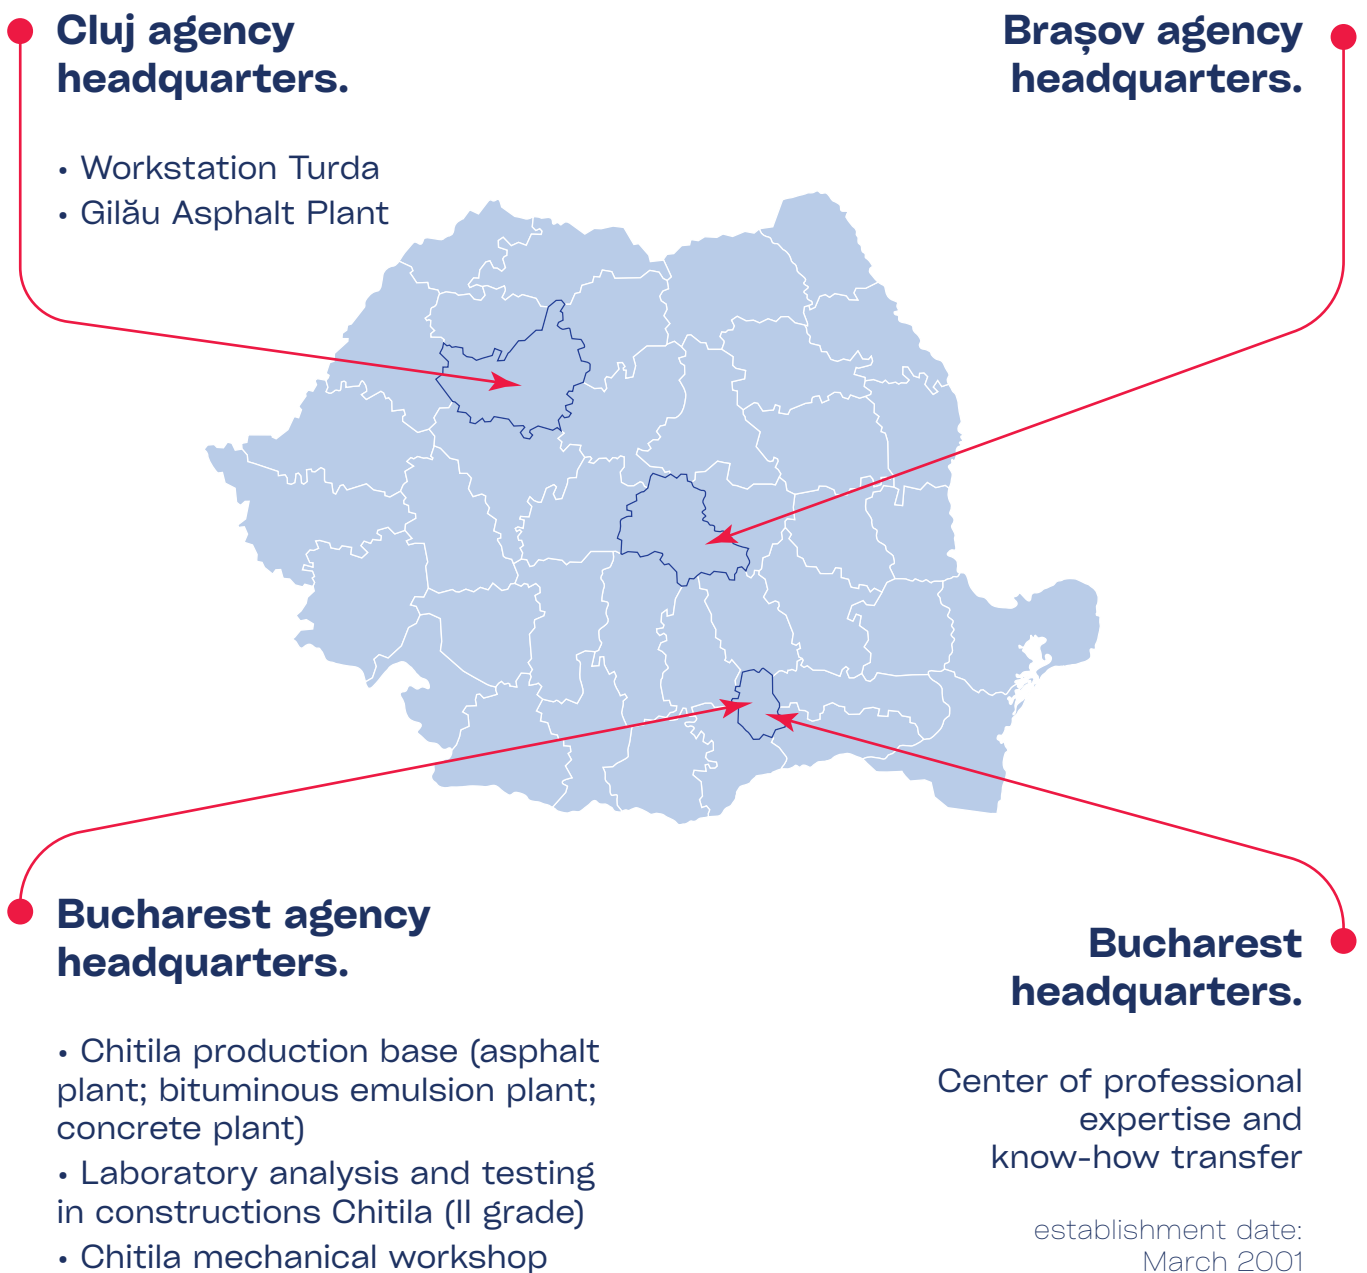 Cluj agency
headquarters.
• Workstation Turda
• Gilău Asphalt Plant
Brașov agency
headquarters.
Bucharest agency
headquarters.
• Chitila production base (asphalt
plant; bituminous emulsion plant;
concrete plant)
• Laboratory analysis and testing
in constructions Chitila (II grade)
• Chitila mechanical workshop
Bucharest
headquarters.
Center of professional
expertise and
know-how transfer
establishment date:
March 2001